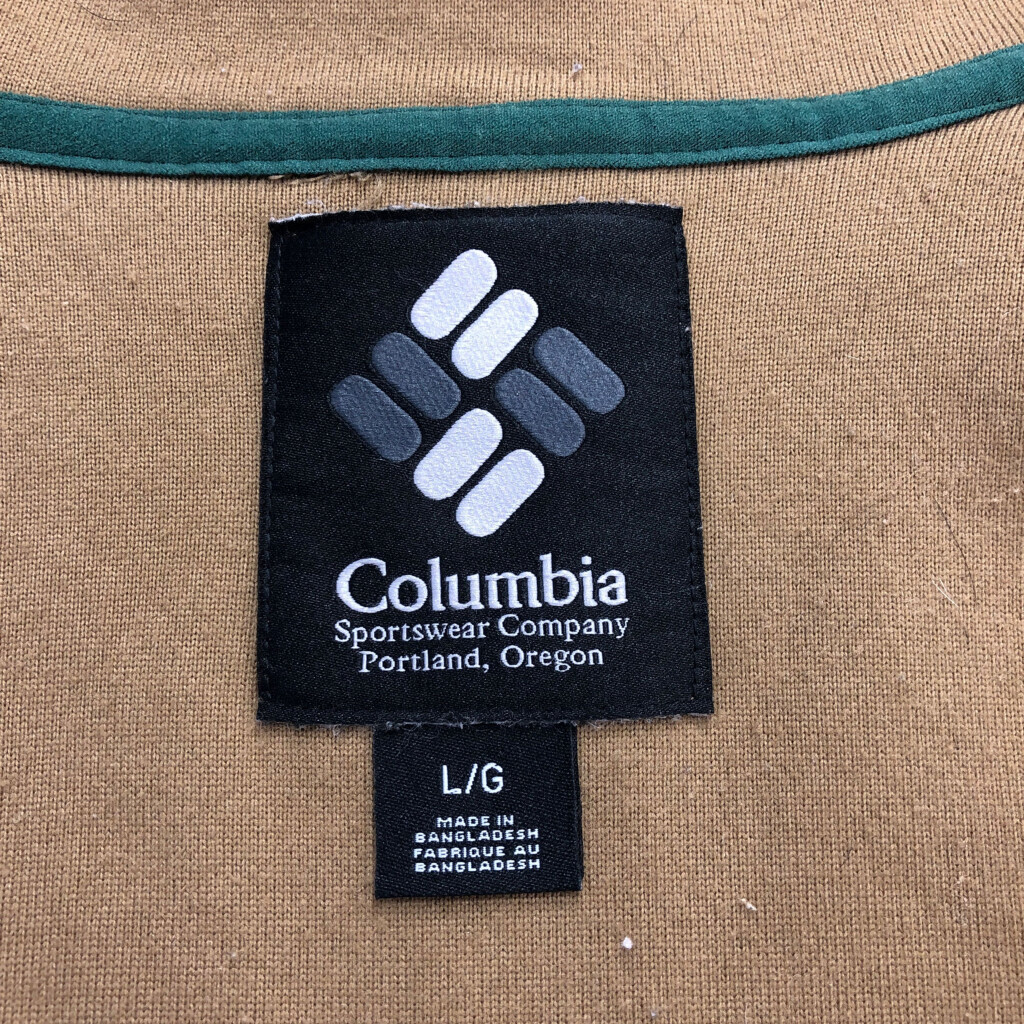 Columbia
Sportswear Company
Portland, Oregon
L/G
MADE IN
BANGLADESH
FABRIQUE AU
BANGLADESH